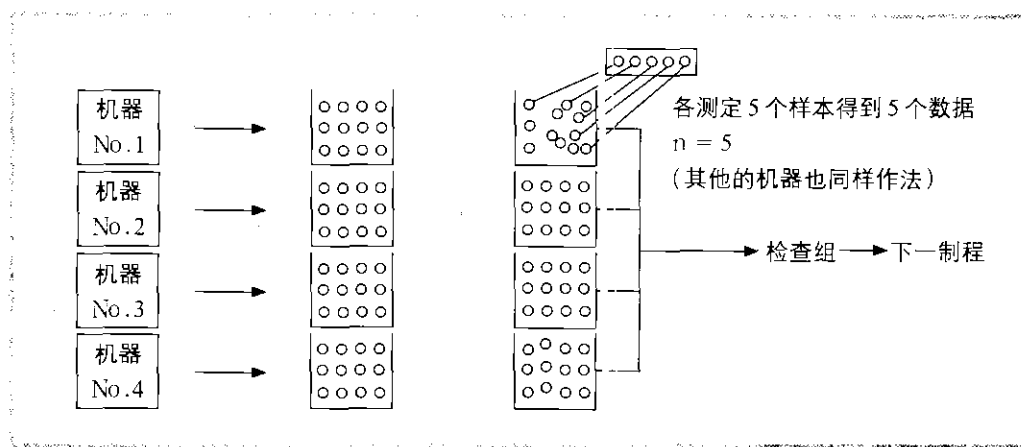 机器
No.1
各测定5个样本得到5个数据
n = 5
(其他的机器也同样作法)
机器
No.2
检查组
下一制程
机器
No.3
机器
No.4